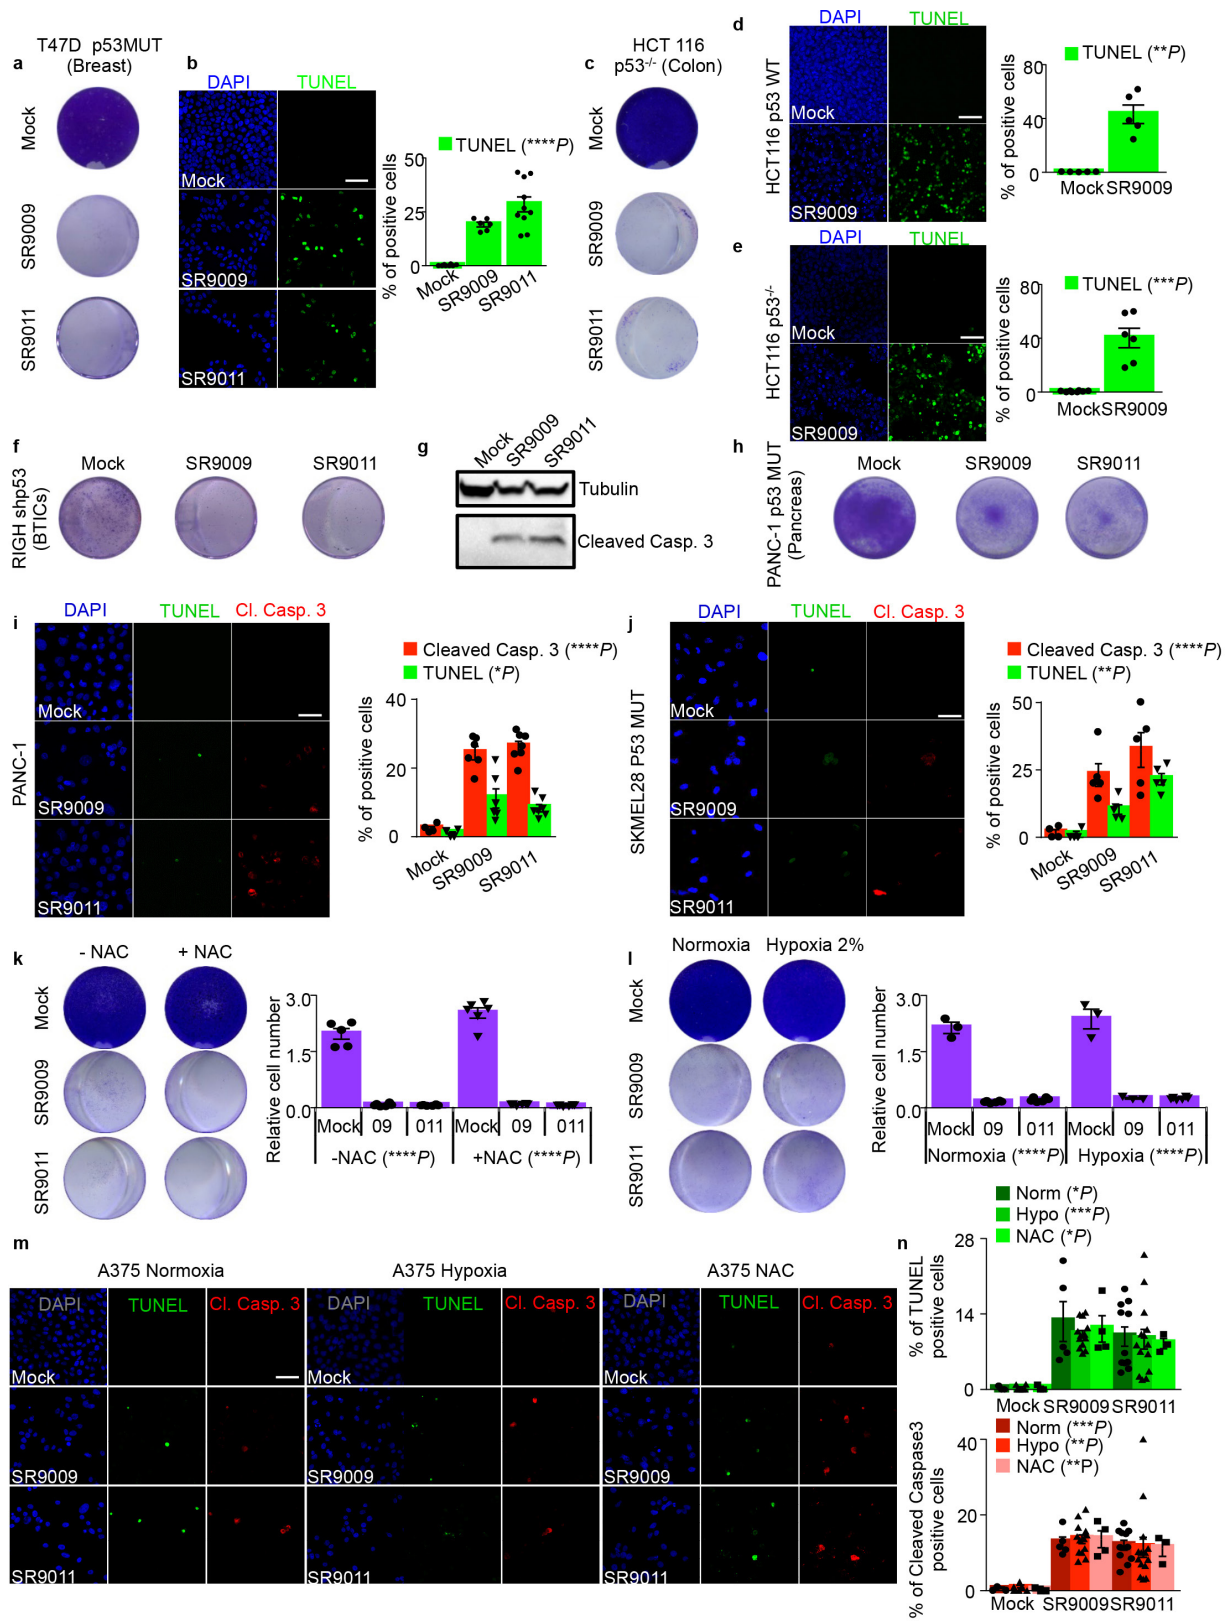 a
T47D p53MUT
(Breast)
Mock
SR9009
SR9011
b
DAPI TUNEL
Mock
SR9009
SR9011
TUNEL (****P)
% of positive cells
50
25
0
Mock SR9009 SR9011
c
HCT 116
p53-/- (Colon)
Mock
SR9009
SR9011
d
DAPI TUNEL
HCT116 p53 WT
Mock
SR9009
TUNEL (**P)
% of positive cells
80
40
0
Mock SR9009
e
DAPI TUNEL
HCT116 p53-/-
Mock
SR9009
TUNEL (***P)
% of positive cells
80
40
0
Mock SR9009
f
RIGH shp53
(BTICs)
Mock SR9009 SR9011
g
Mock SR9009 SR9011
Tubulin
Cleaved Casp. 3
h
PANC-1 p53 MUT
(Pancreas)
Mock SR9009 SR9011
i
DAPI TUNEL Cl. Casp. 3
PANC-1
Mock
SR9009
SR9011
Cleaved Casp. 3 (****P)
TUNEL (*P)
% of positive cells
40
20
0
Mock SR9009 SR9011
j
DAPI TUNEL Cl. Casp. 3
SKMEL28 P53 MUT
Mock
SR9009
SR9011
Cleaved Casp. 3 (****P)
TUNEL (**P)
% of positive cells
50
25
0
Mock SR9009 SR9011
k
- NAC + NAC
Mock
SR9009
SR9011
Relative cell number
3.0
1.5
0.0
Mock 09 011 Mock 09 011
-NAC (****P) +NAC (****P)
l
Normoxia Hypoxia 2%
Mock
SR9009
SR9011
Relative cell number
3.0
1.5
0.0
Mock 09 011 Mock 09 011
Normoxia (****P) Hypoxia (****P)
m
A375 Normoxia A375 Hypoxia A375 NAC
DAPI TUNEL Cl. Casp. 3 DAPI TUNEL Cl. Casp. 3 DAPI TUNEL Cl. Casp. 3
Mock Mock Mock
SR9009 SR9009 SR9009
SR9011 SR9011 SR9011
n
Norm (*P)
Hypo (***P)
NAC (*P)
% of TUNEL
positive cells
28
14
0
Mock SR9009 SR9011
Norm (***P)
Hypo (**P)
NAC (**P)
% of Cleaved Caspase3
positive cells
40
20
0
Mock SR9009 SR9011